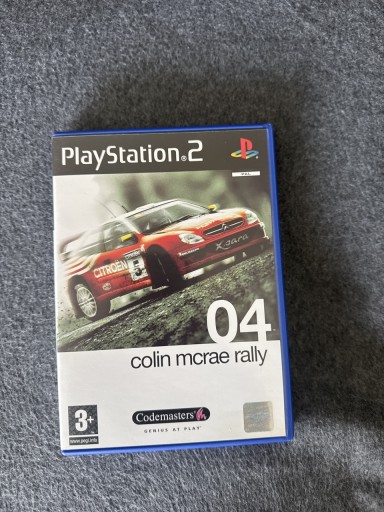 PlayStation®2
PAL
CITROËN
Xsara
04
colin mcrae rally
3+
www.pegi.info
Codemasters
GENIUS AT PLAY